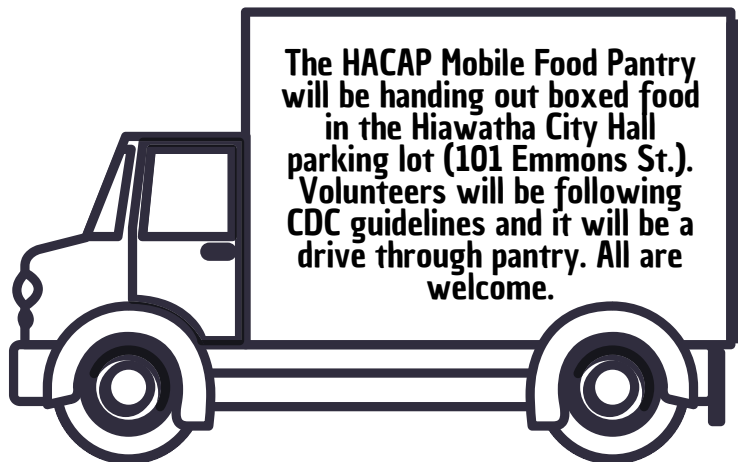 The HACAP Mobile Food Pantry
will be handing out boxed food
in the Hiawatha City Hall
parking lot (101 Emmons St.).
Volunteers will be following
CDC guidelines and it will be a
drive through pantry. All are
welcome.